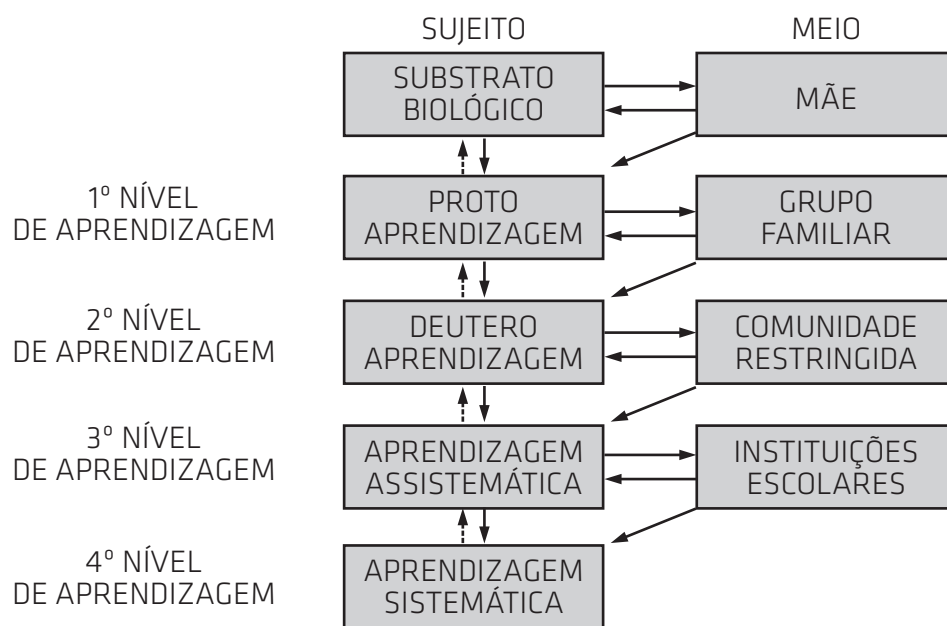 SUJEITO
MEIO
SUBSTRATO
BIOLÓGICO
MÃE
1º NÍVEL
DE APRENDIZAGEM
PROTO
APRENDIZAGEM
GRUPO
FAMILIAR
2º NÍVEL
DE APRENDIZAGEM
DEUTERO
APRENDIZAGEM
COMUNIDADE
RESTRINGIDA
3º NÍVEL
DE APRENDIZAGEM
APRENDIZAGEM
ASSISTEMÁTICA
INSTITUIÇÕES
ESCOLARES
4º NÍVEL
DE APRENDIZAGEM
APRENDIZAGEM
SISTEMÁTICA